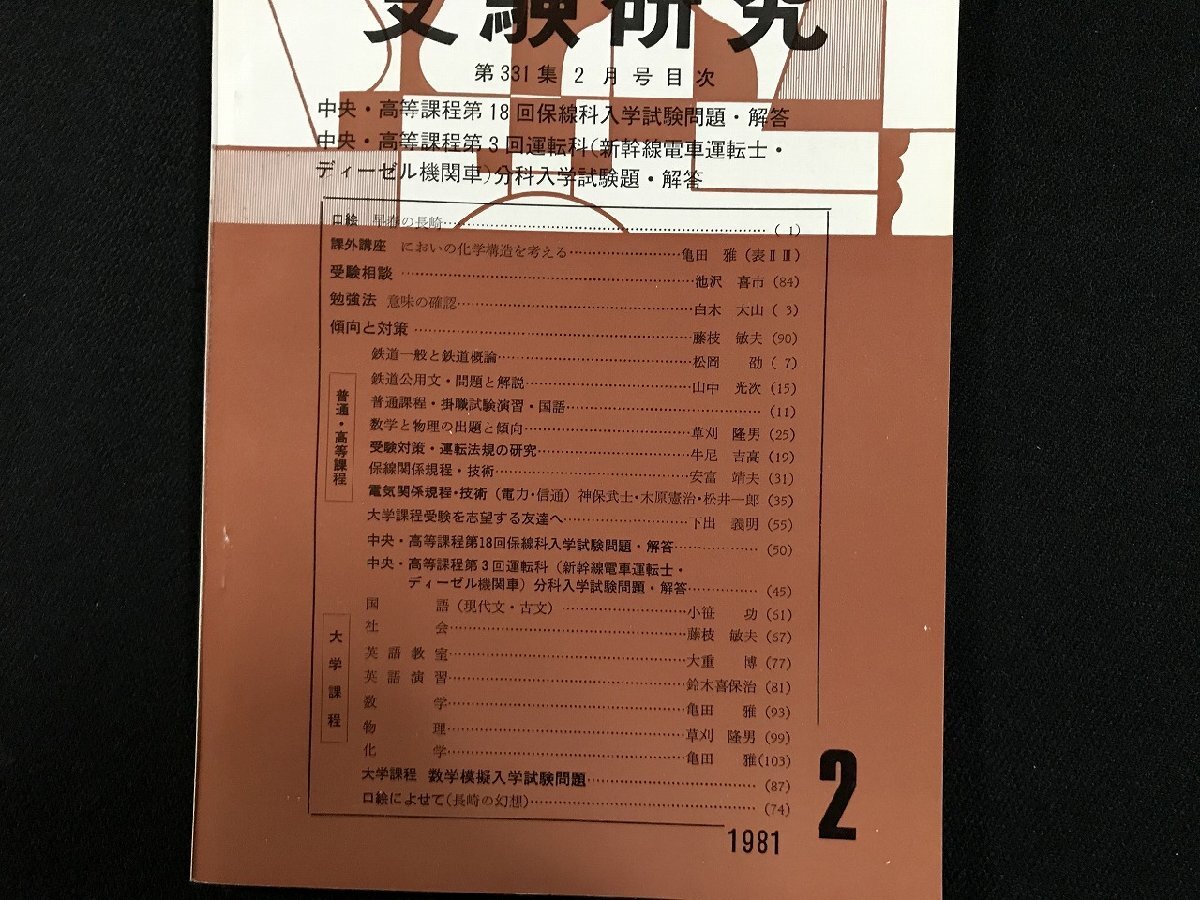 受験研究
第331集 2月号目次
中央・高等課程第18回保線科入学試験問題・解答
中央・高等課程第3回運転科(新幹線電車運転士・
ディーゼル機関車)分科入学試験題・解答
口絵 早春の長崎……(1)
課外講座 においの化学構造を考える……亀田 雅(表ⅡⅢ)
受験相談……池沢 喜市(84)
勉強法 意味の確認……白木 大山(3)
傾向と対策……藤枝 敏夫(90)
普通・高等課程
鉄道一般と鉄道概論……松岡 劭(7)
鉄道公用文・問題と解説……山中 光次(15)
普通課程・掛職試験演習・国語……(11)
数学と物理の出題と傾向……草刈 隆男(25)
受験対策・運転法規の研究……牛尼 吉高(19)
保線関係規程・技術……安富 靖夫(31)
電気関係規程・技術(電力・信通)神保武士・木原憲治・松井一郎(35)
大学課程受験を志望する友達へ……下出 義明(55)
中央・高等課程第18回保線科入学試験問題・解答……(50)
中央・高等課程第3回運転科(新幹線電車運転士・
ディーゼル機関車)分科入学試験問題・解答……(45)
大学課程
国語(現代文・古文)……小笹 功(61)
社会……藤枝 敏夫(67)
英語教室……大重 博(77)
英語演習……鈴木喜保治(81)
数学……亀田 雅(93)
物理……草刈 隆男(99)
化学……亀田 雅(103)
大学課程 数学模擬入学試験問題……(87)
口絵によせて(長崎の幻想)……(74)
1981
2